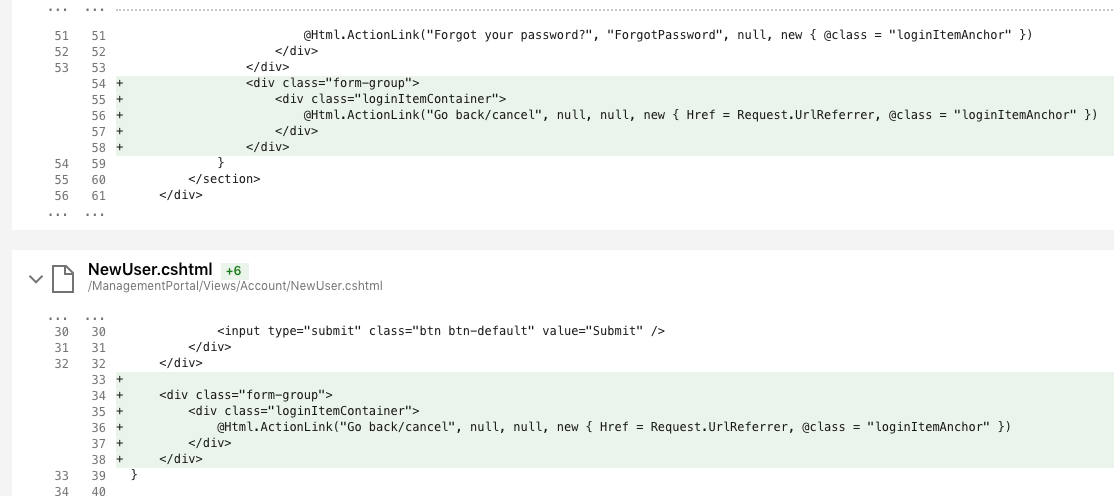 ... ...
51 51 @Html.ActionLink("Forgot your password?", "ForgotPassword", null, new { @class = "loginItemAnchor" })
52 52 </div>
53 53 </div>
54 + <div class="form-group">
55 + <div class="loginItemContainer">
56 + @Html.ActionLink("Go back/cancel", null, null, new { Href = Request.UrlReferrer, @class = "loginItemAnchor" })
57 + </div>
58 + </div>
54 59 }
55 60 </section>
56 61 </div>
... ...
NewUser.cshtml +6
/ManagementPortal/Views/Account/NewUser.cshtml
... ...
30 30 <input type="submit" class="btn btn-default" value="Submit" />
31 31 </div>
32 32 </div>
33 +
34 + <div class="form-group">
35 + <div class="loginItemContainer">
36 + @Html.ActionLink("Go back/cancel", null, null, new { Href = Request.UrlReferrer, @class = "loginItemAnchor" })
37 + </div>
38 + </div>
33 39 }
34 40